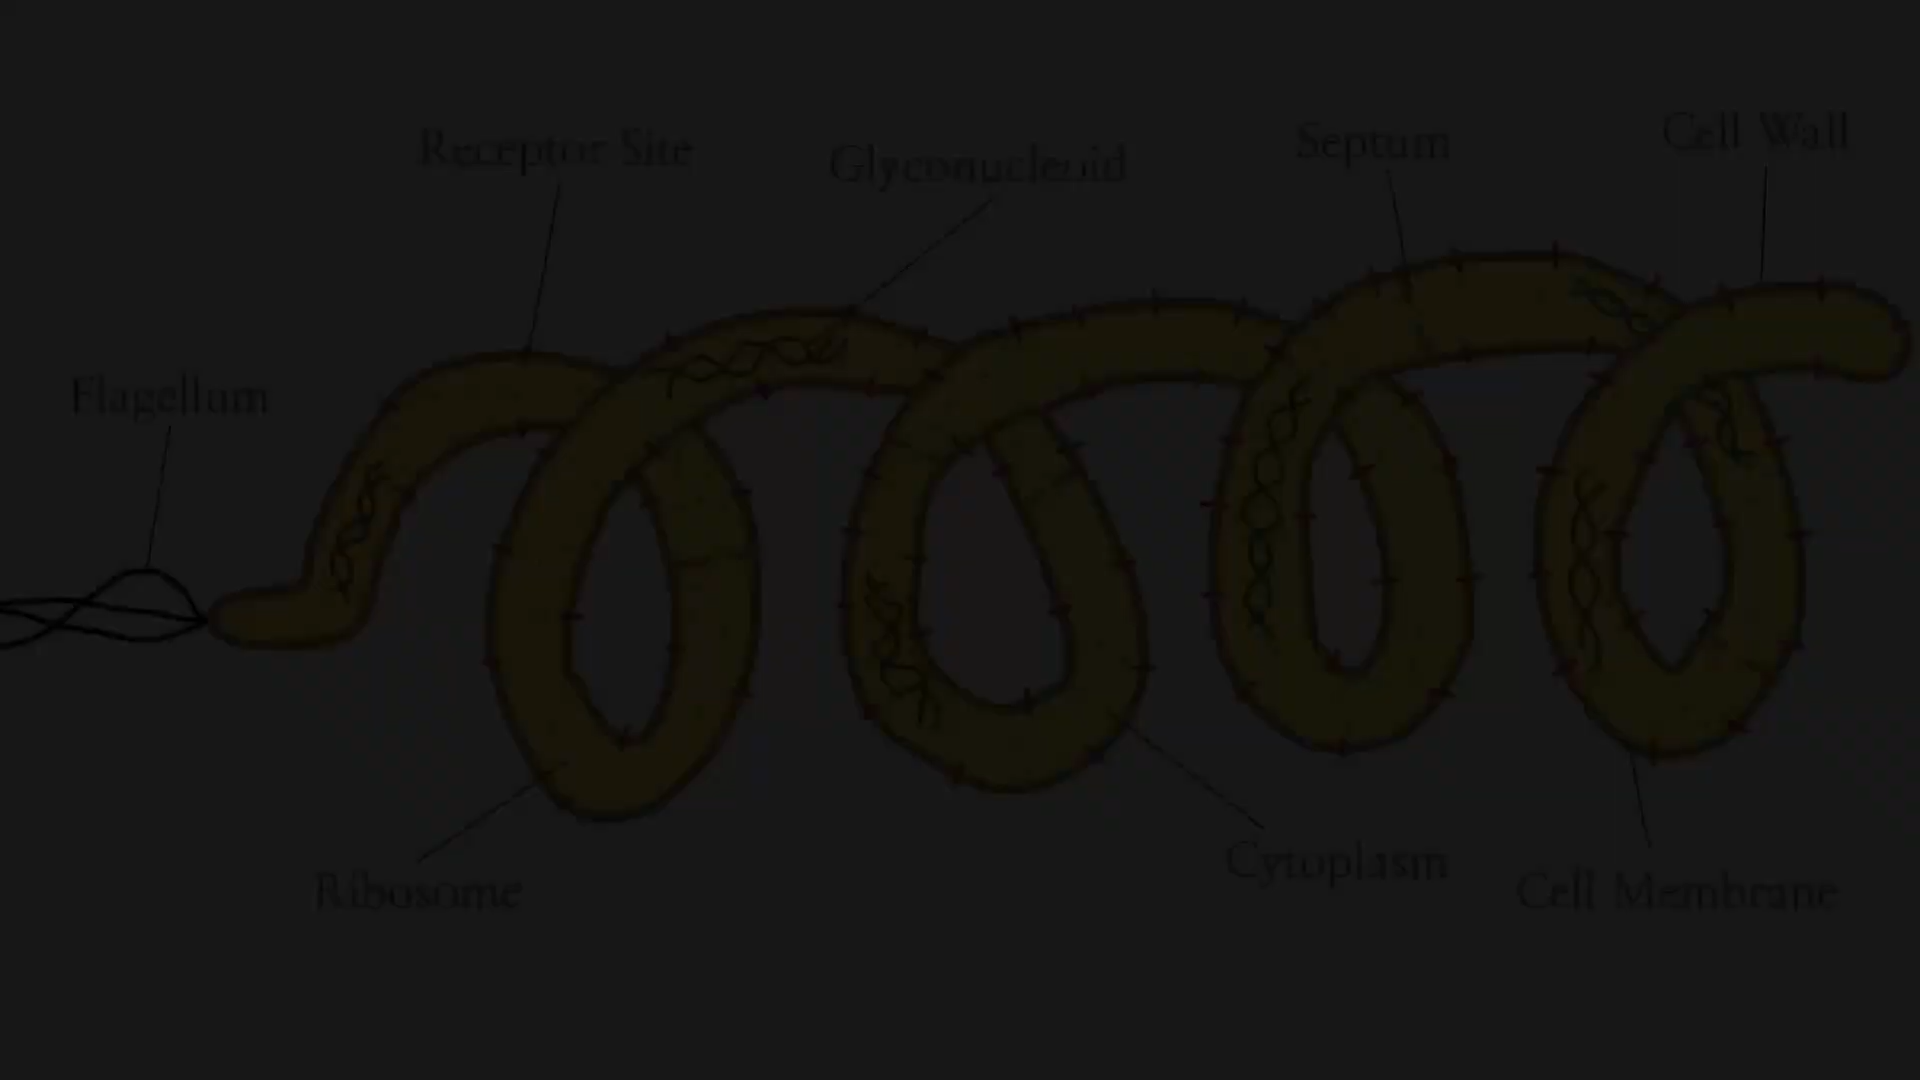 Receptor Site
Glyconucleoid
Septum
Cell Wall
Flagellum
Ribosome
Cytoplasm
Cell Membrane